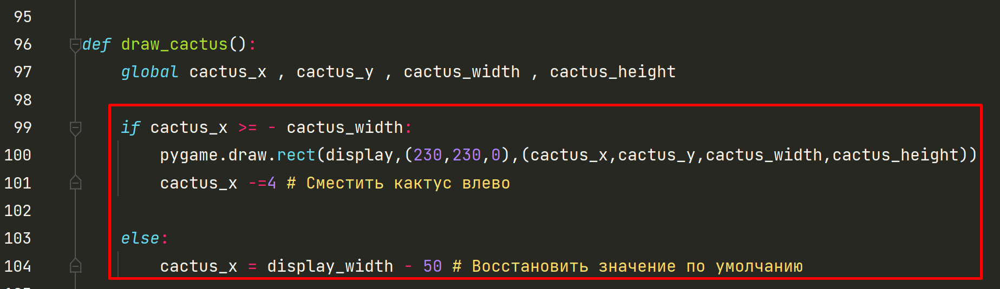 95
96 def draw_cactus():
97 global cactus_x , cactus_y , cactus_width , cactus_height
98
99 if cactus_x >= - cactus_width:
100 pygame.draw.rect(display,(230,230,0),(cactus_x,cactus_y,cactus_width,cactus_height))
101 cactus_x -=4 # Сместить кактус влево
102
103 else:
104 cactus_x = display_width - 50 # Восстановить значение по умолчанию